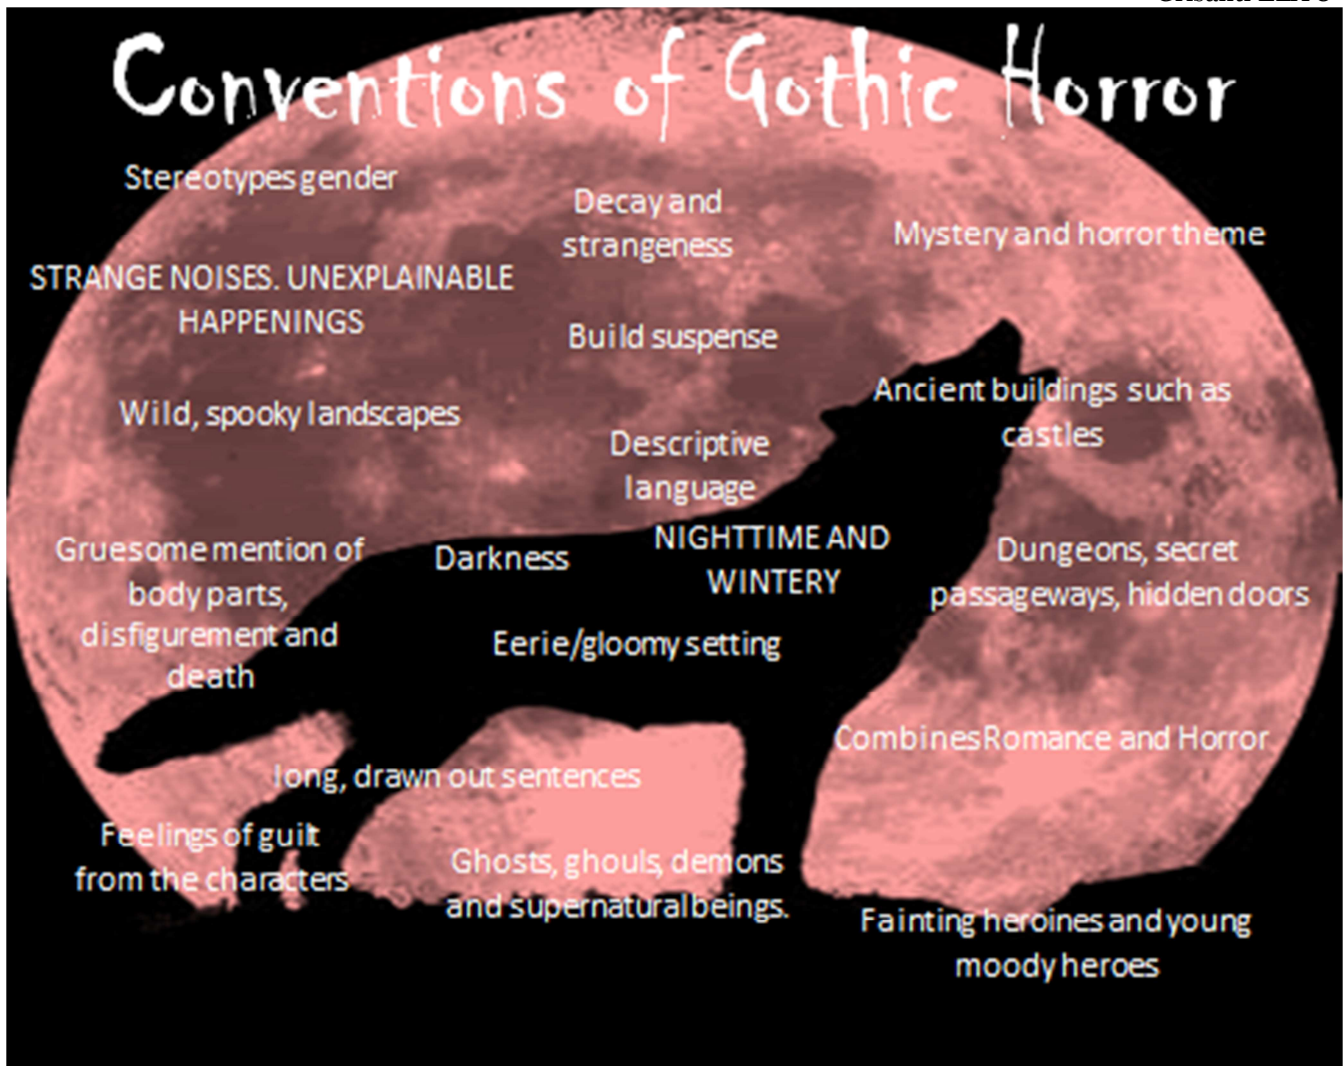 Conventions of Gothic Horror
Stereotypes gender
Decay and
strangeness
Mystery and horror theme
STRANGE NOISES. UNEXPLAINABLE
HAPPENINGS
Build suspense
Wild, spooky landscapes
Ancient buildings such as
castles
Descriptive
language
Gruesome mention of
body parts,
disfigurement and
death
Darkness
NIGHTTIME AND
WINTERY
Dungeons, secret
passageways, hidden doors
Eerie/gloomy setting
Combines Romance and Horror
long, drawn out sentences
Feelings of guilt
from the characters
Ghosts, ghouls, demons
and supernatural beings.
Fainting heroines and young
moody heroes